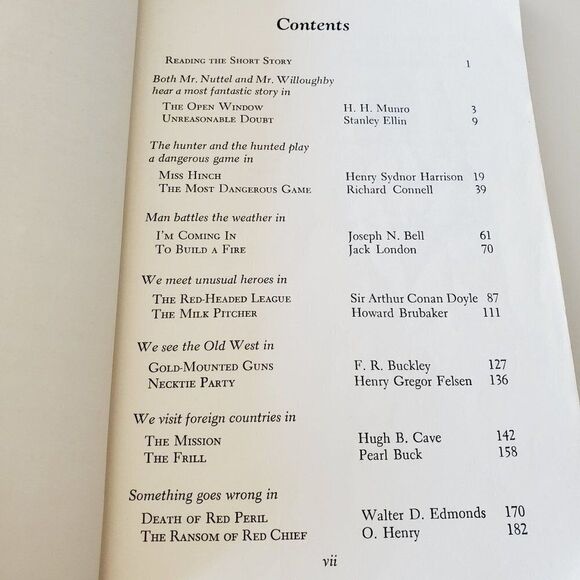 Contents
READING THE SHORT STORY 1
Both Mr. Nuttel and Mr. Willoughby
hear a most fantastic story in
THE OPEN WINDOW H. H. Munro 3
UNREASONABLE DOUBT Stanley Ellin 9
The hunter and the hunted play
a dangerous game in
MISS HINCH Henry Sydnor Harrison 19
THE MOST DANGEROUS GAME Richard Connell 39
Man battles the weather in
I'M COMING IN Joseph N. Bell 61
TO BUILD A FIRE Jack London 70
We meet unusual heroes in
THE RED-HEADED LEAGUE Sir Arthur Conan Doyle 87
THE MILK PITCHER Howard Brubaker 111
We see the Old West in
GOLD-MOUNTED GUNS F. R. Buckley 127
NECKTIE PARTY Henry Gregor Felsen 136
We visit foreign countries in
THE MISSION Hugh B. Cave 142
THE FRILL Pearl Buck 158
Something goes wrong in
DEATH OF RED PERIL Walter D. Edmonds 170
THE RANSOM OF RED CHIEF O. Henry 182
vii